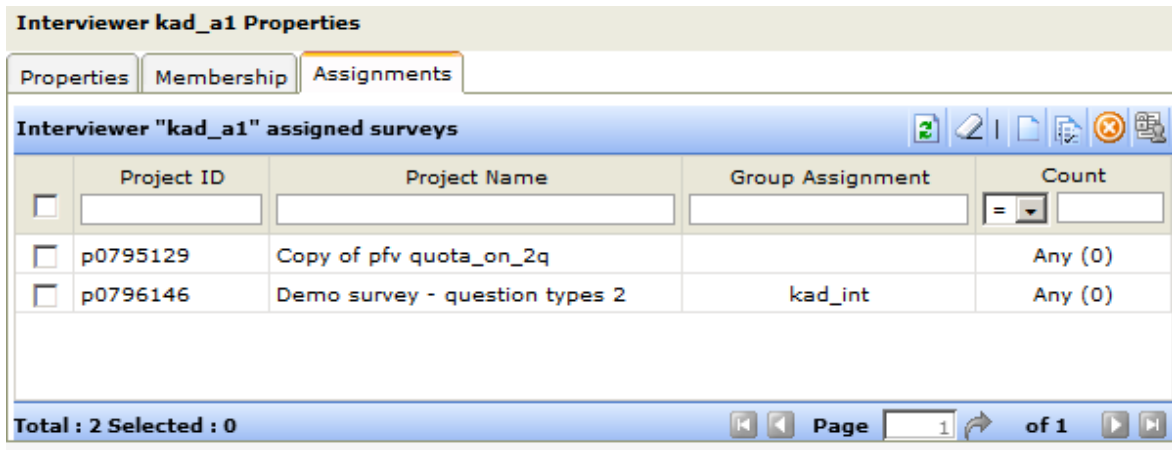 Interviewer kad_a1 Properties
Properties Membership Assignments
Interviewer "kad_a1" assigned surveys
Project ID Project Name Group Assignment Count
=
p0795129 Copy of pfv quota_on_2q Any (0)
p0796146 Demo survey - question types 2 kad_int Any (0)
Total : 2 Selected : 0 Page 1 of 1